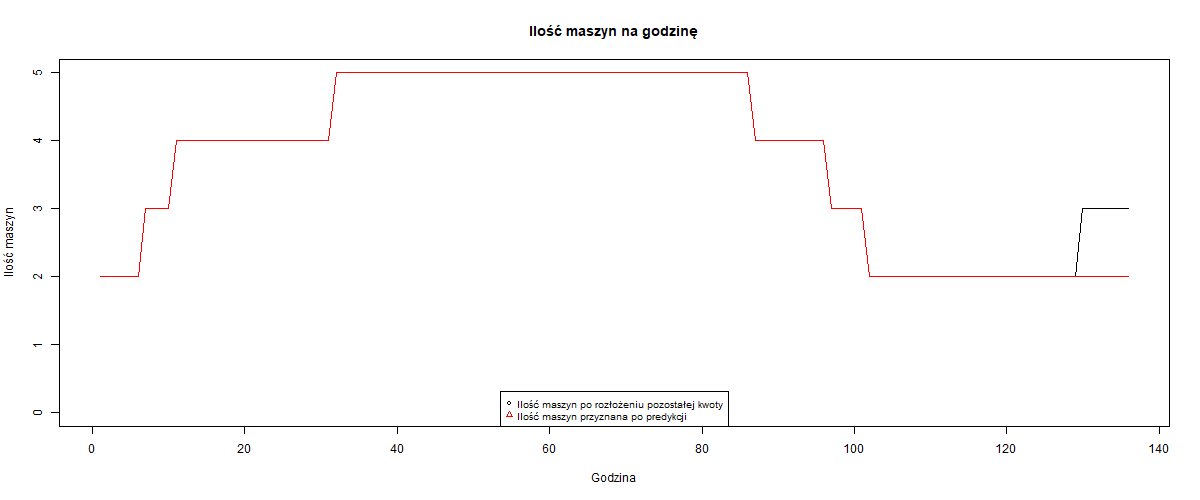 Ilość maszyn na godzinę
Ilość maszyn
5
4
3
2
1
0
Ilość maszyn po rozłożeniu pozostałej kwoty
Ilość maszyn przyznana po predykcji
0 20 40 60 80 100 120 140
Godzina